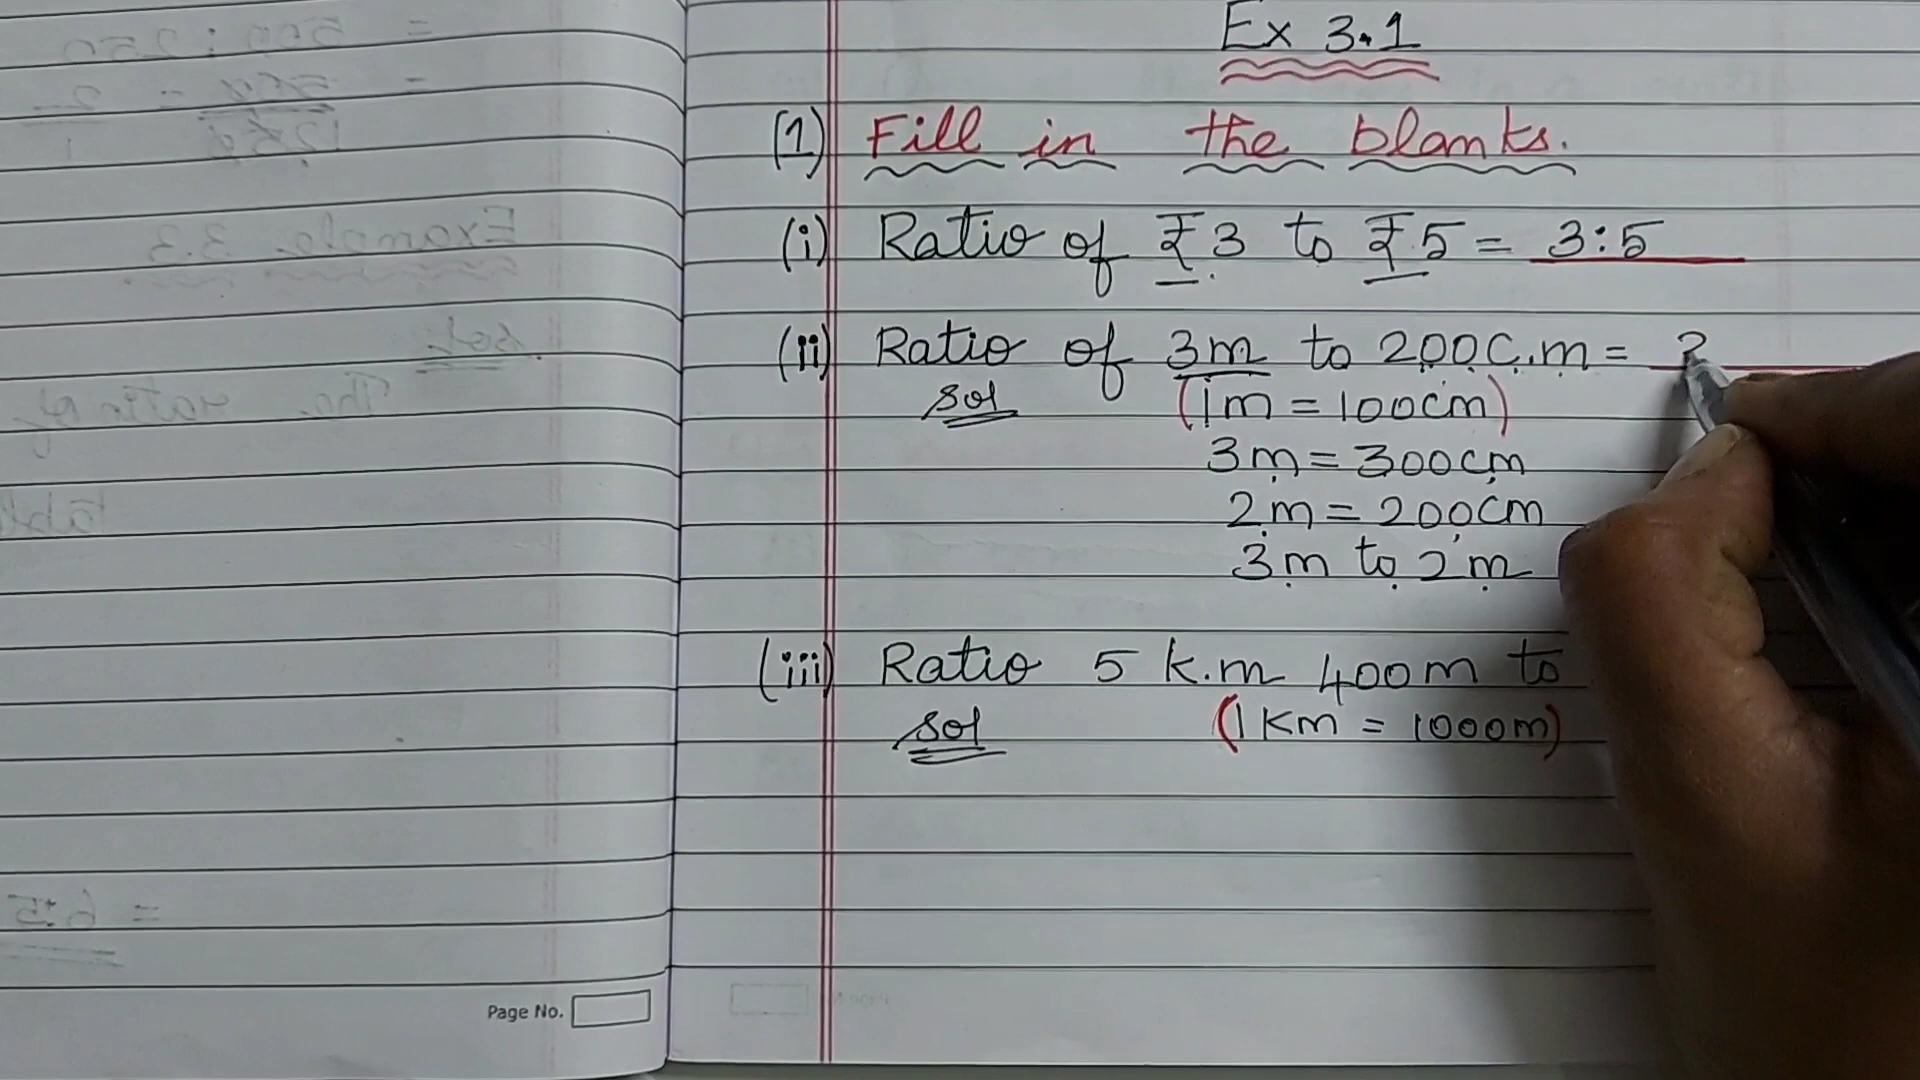 Ex 3.1
(1) Fill in the blanks.
(i) Ratio of ₹3 to ₹5 = 3:5
(ii) Ratio of 3m to 200c.m =
Sol (1m = 100cm)
3m = 300cm
2m = 200cm
3m to 2m
(iii) Ratio 5 k.m 400m to
Sol (1km = 1000m)
Page No.